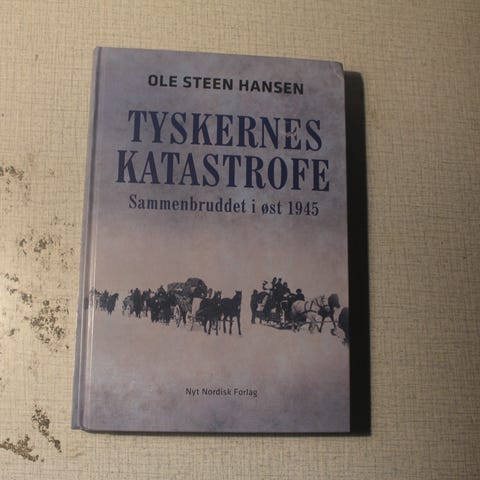 OLE STEEN HANSEN
TYSKERNES
KATASTROFE
Sammenbruddet i øst 1945
Nyt Nordisk Forlag